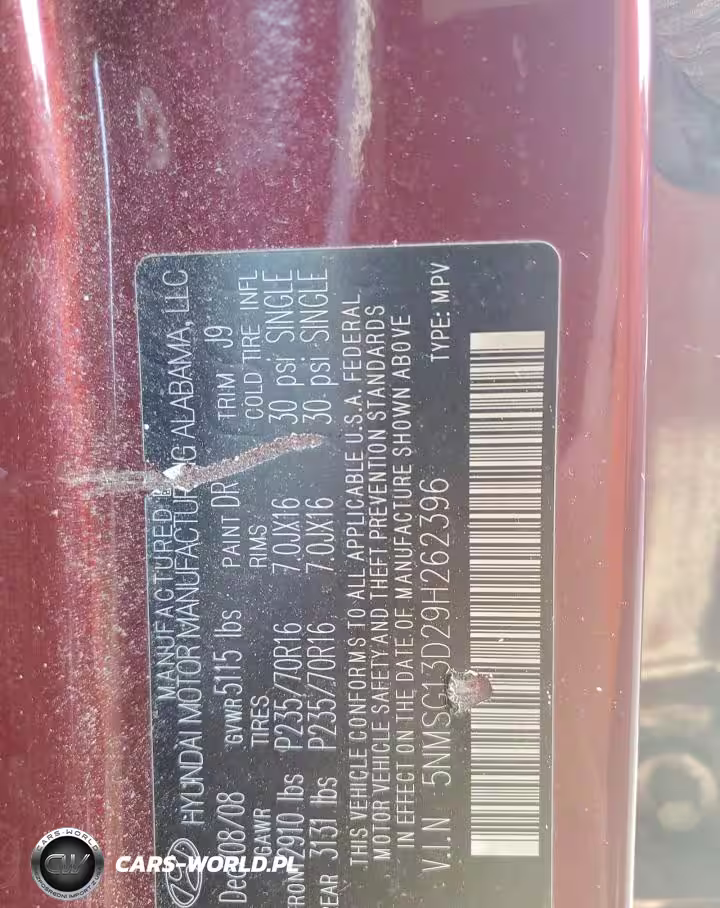 MANUFACTURED
HYUNDAI MOTOR MANUFACTURING ALABAMA, LLC
Dec/08/08 GVWR 5115 lbs PAINT DR TRIM J9
GAWR TIRES RIMS COLD TIRE INFL
FRONT 2910 lbs P235/70R16 7.0JX16 30 psi SINGLE
REAR 3131 lbs P235/70R16 7.0JX16 30 psi SINGLE
THIS VEHICLE CONFORMS TO ALL APPLICABLE U.S.A. FEDERAL
MOTOR VEHICLE SAFETY AND THEFT PREVENTION STANDARDS
IN EFFECT ON THE DATE OF MANUFACTURE SHOWN ABOVE
V.I.N 5NMSG13D29H262396 TYPE: MPV
CARS-WORLD.PL
CARS-WORLD
CW